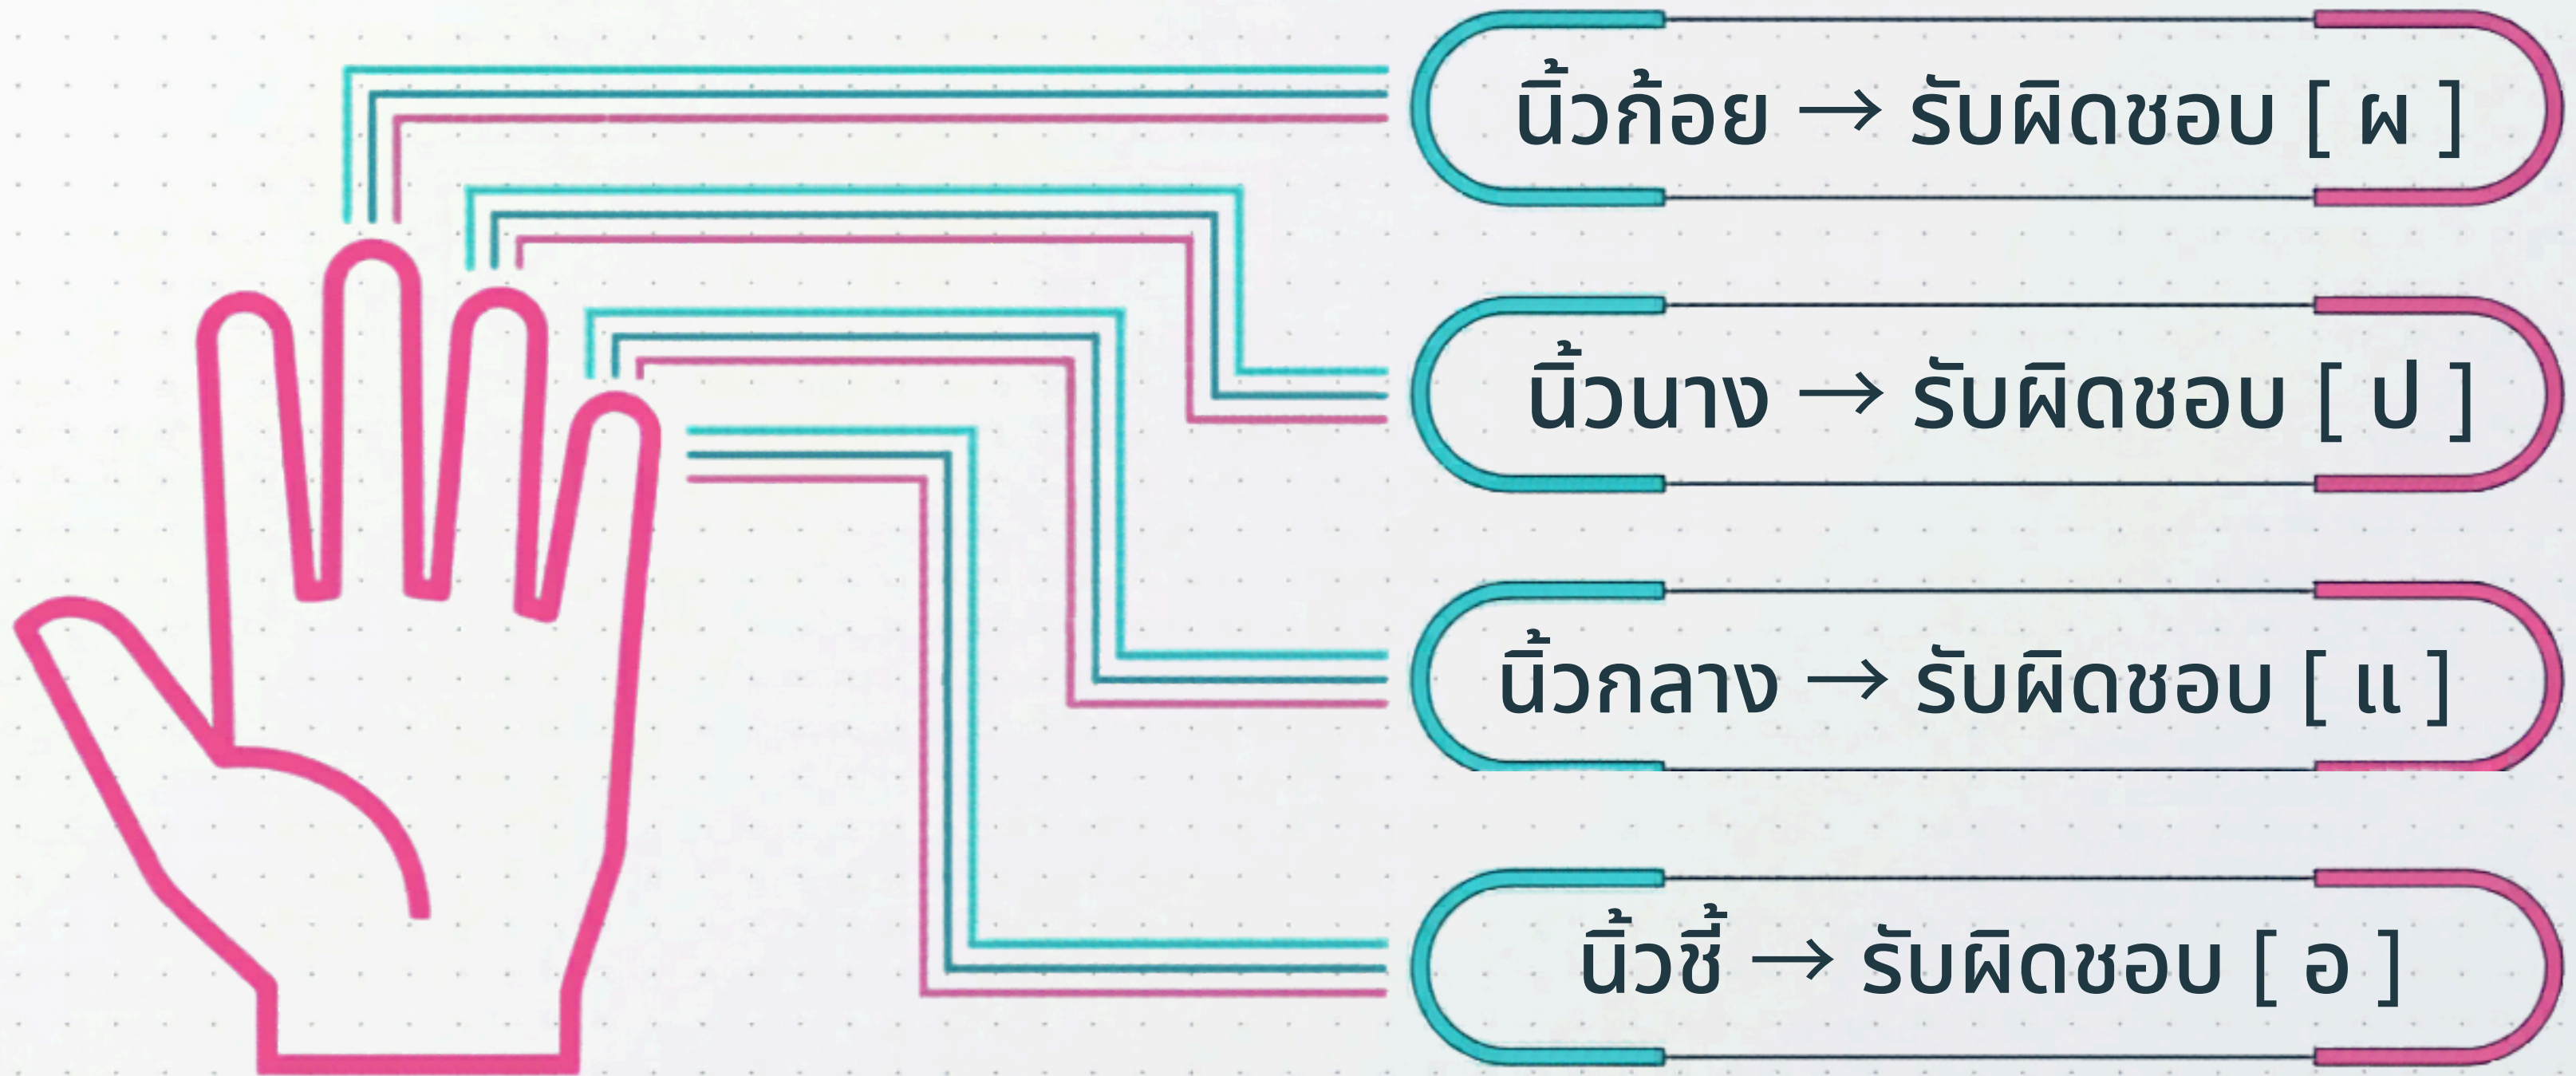 นิ้วก้อย → รับผิดชอบ [ ผ ]
นิ้วนาง → รับผิดชอบ [ ป ]
นิ้วกลาง → รับผิดชอบ [ แ ]
นิ้วชี้ → รับผิดชอบ [ อ ]